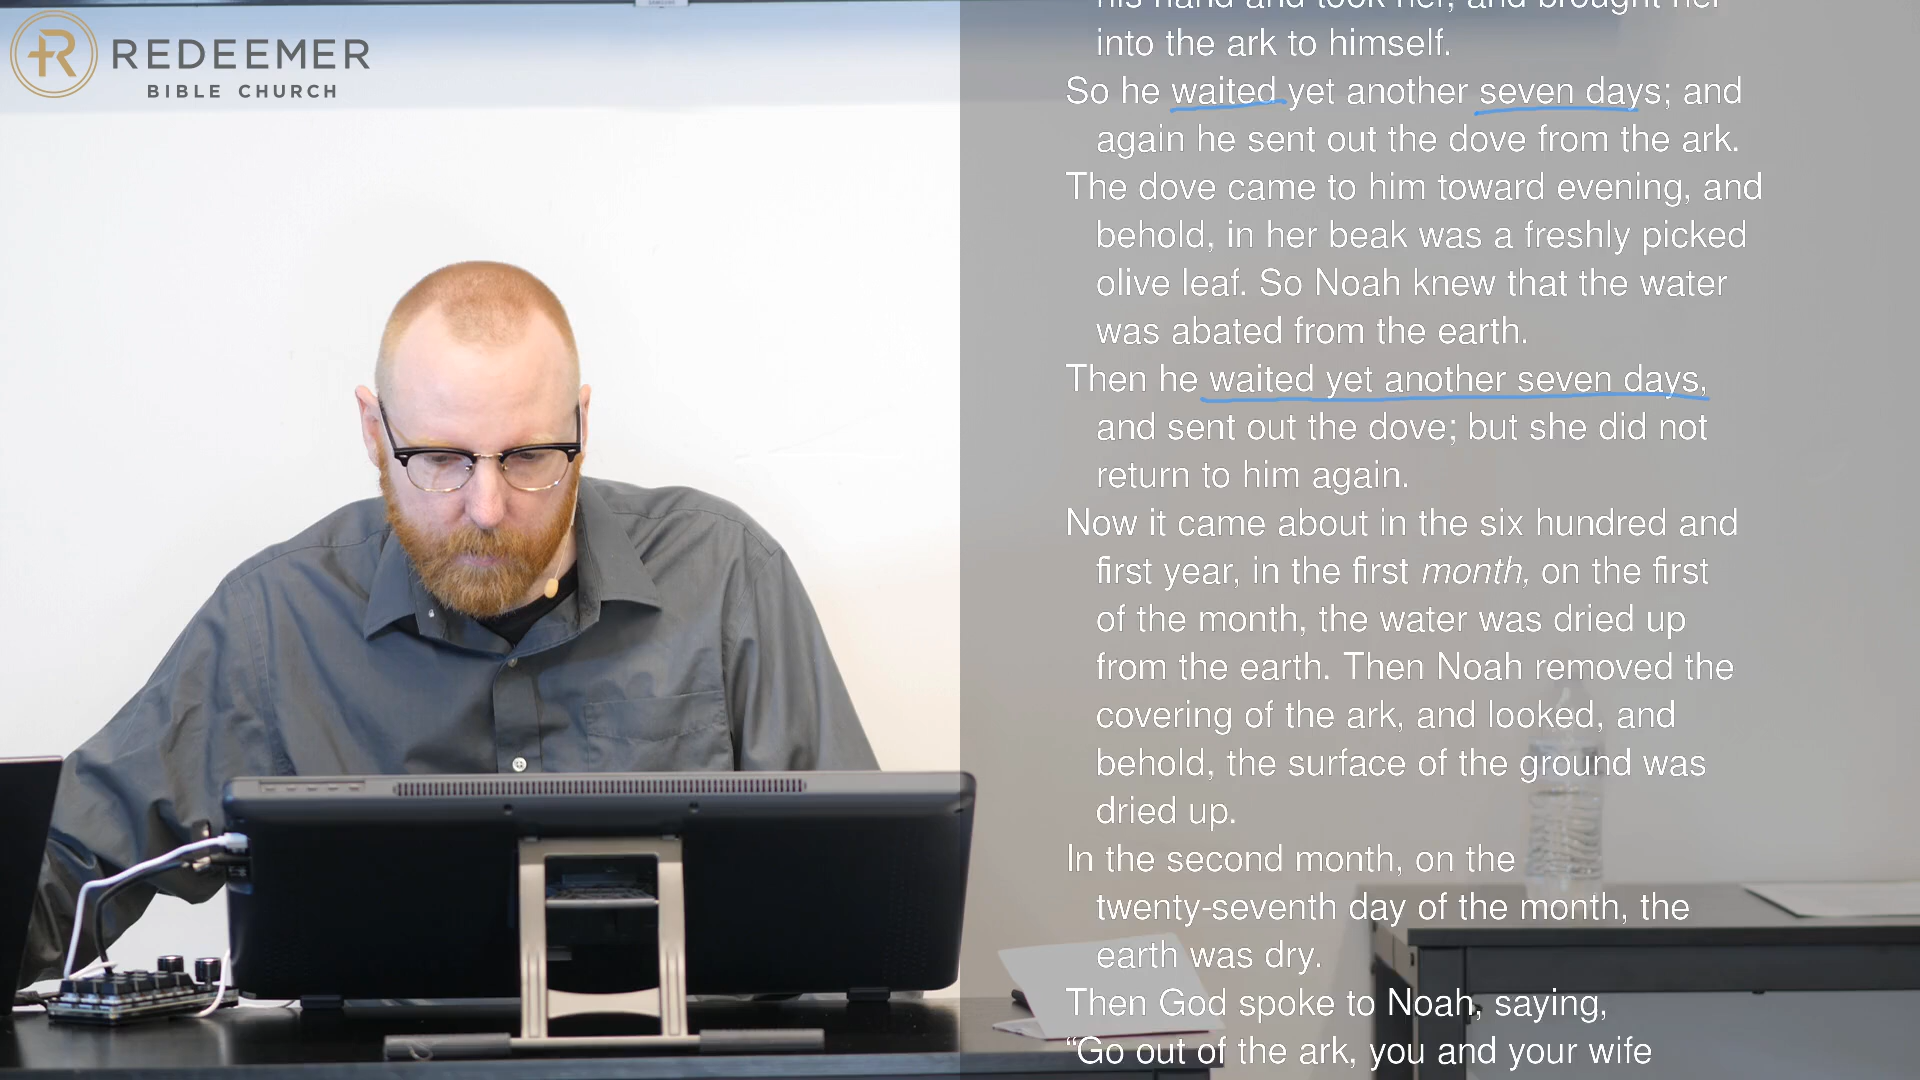 REDEEMER
BIBLE CHURCH
his hand and took her, and brought her
into the ark to himself.
So he waited yet another seven days; and
again he sent out the dove from the ark.
The dove came to him toward evening, and
behold, in her beak was a freshly picked
olive leaf. So Noah knew that the water
was abated from the earth.
Then he waited yet another seven days,
and sent out the dove; but she did not
return to him again.
Now it came about in the six hundred and
first year, in the first month, on the first
of the month, the water was dried up
from the earth. Then Noah removed the
covering of the ark, and looked, and
behold, the surface of the ground was
dried up.
In the second month, on the
twenty-seventh day of the month, the
earth was dry.
Then God spoke to Noah, saying,
“Go out of the ark, you and your wife